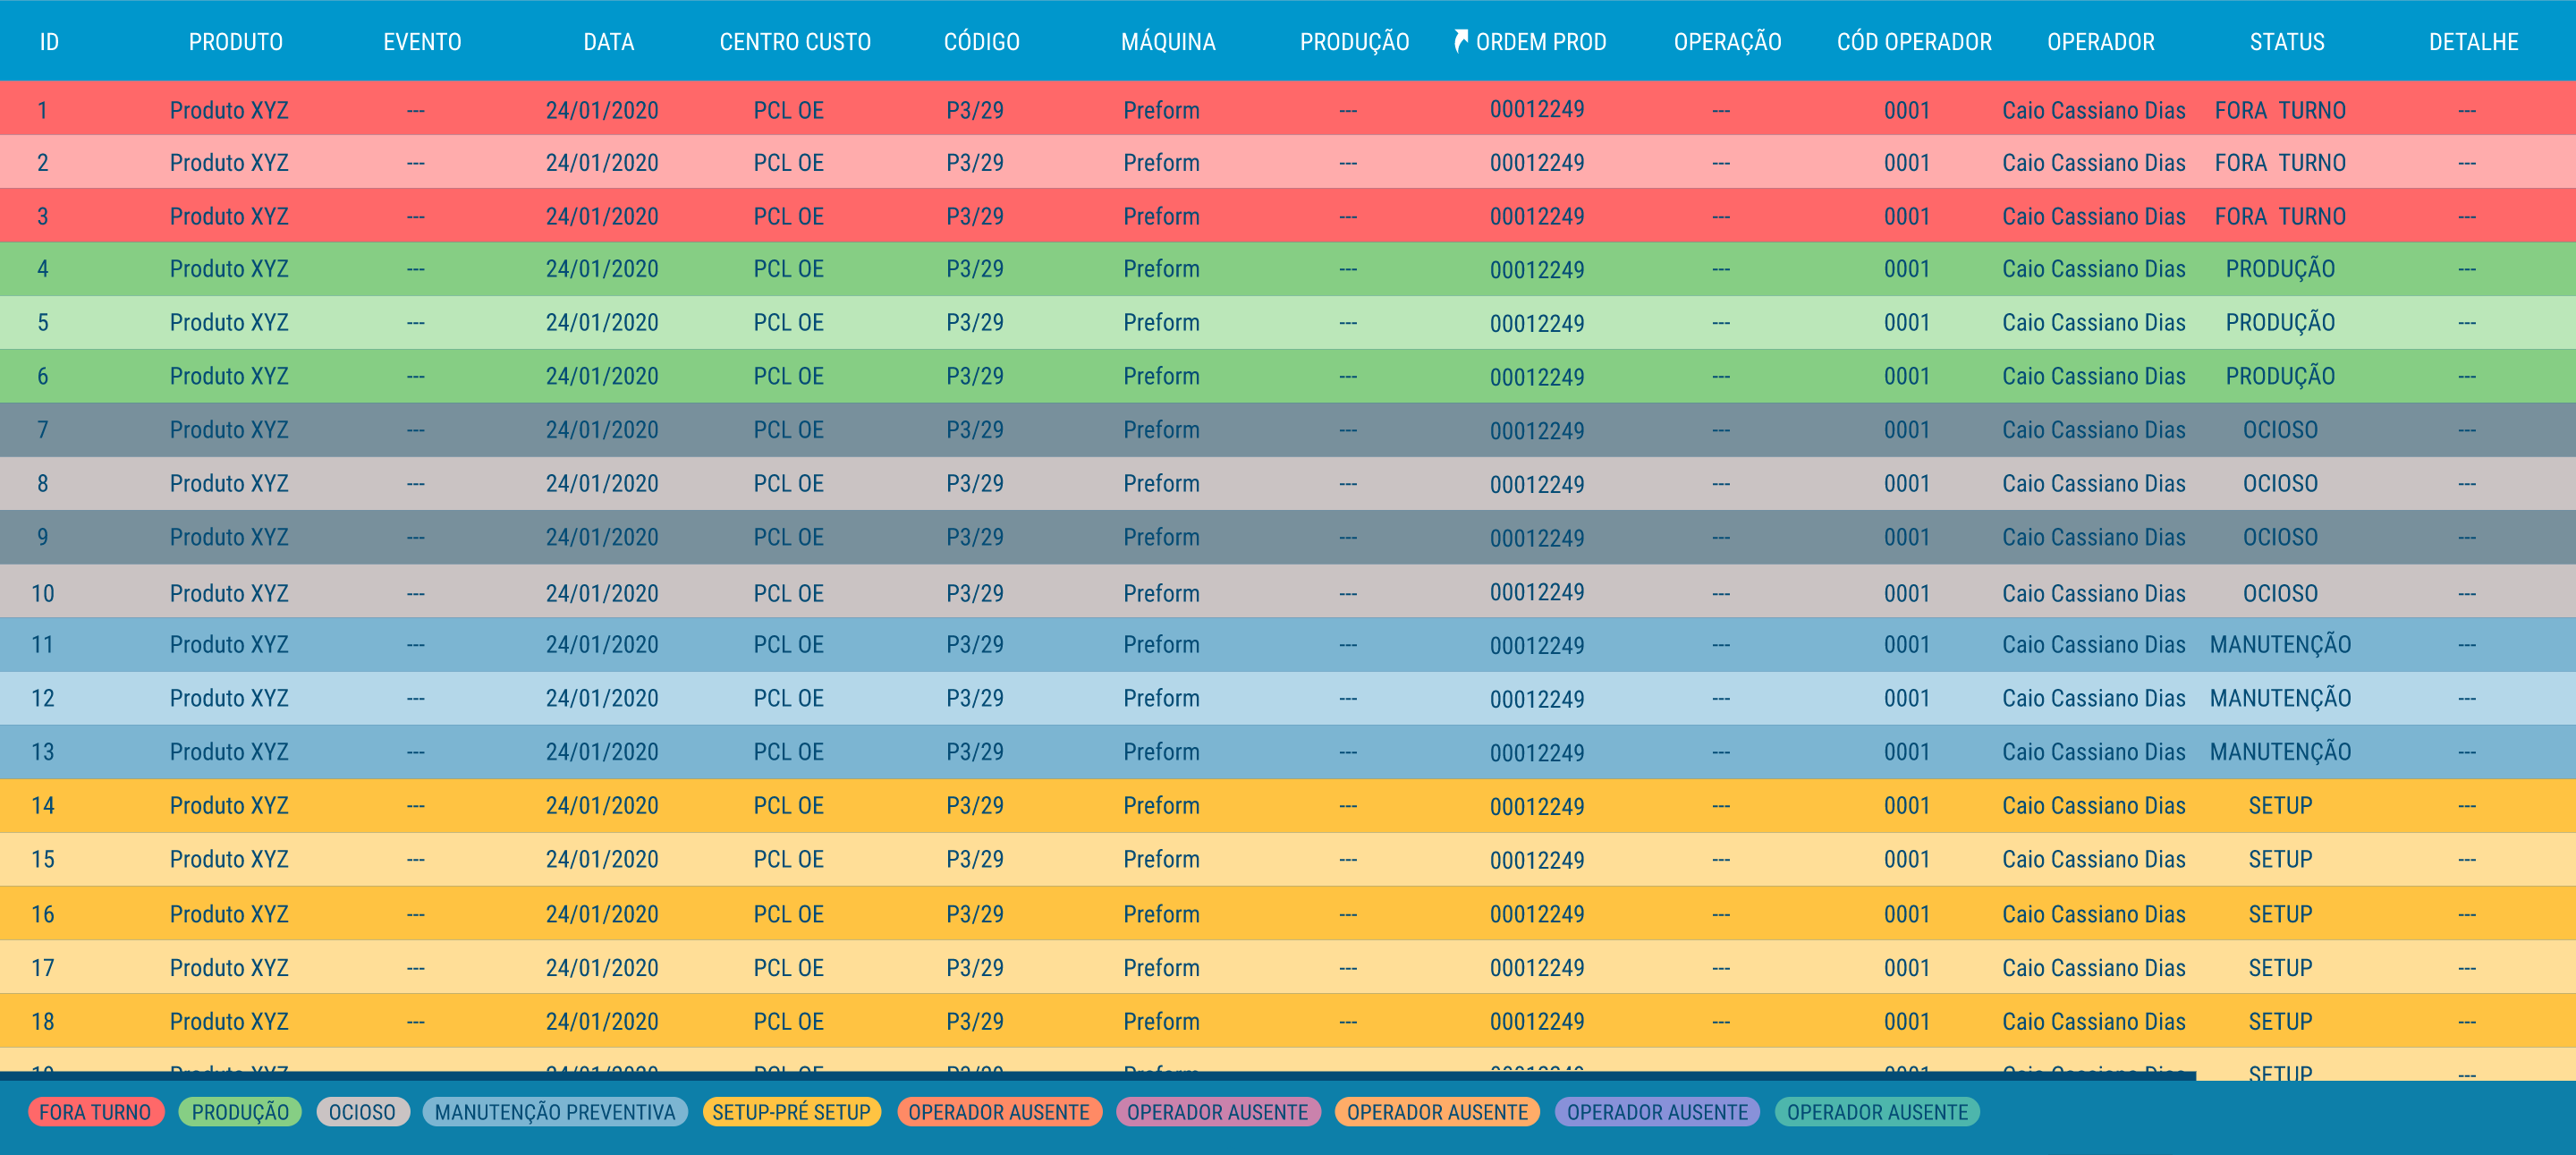 ID PRODUTO EVENTO DATA CENTRO CUSTO CÓDIGO MÁQUINA PRODUÇÃO ORDEM PROD OPERAÇÃO CÓD OPERADOR OPERADOR STATUS DETALHE
1 Produto XYZ --- 24/01/2020 PCL OE P3/29 Preform --- 00012249 --- 0001 Caio Cassiano Dias FORA TURNO ---
2 Produto XYZ --- 24/01/2020 PCL OE P3/29 Preform --- 00012249 --- 0001 Caio Cassiano Dias FORA TURNO ---
3 Produto XYZ --- 24/01/2020 PCL OE P3/29 Preform --- 00012249 --- 0001 Caio Cassiano Dias FORA TURNO ---
4 Produto XYZ --- 24/01/2020 PCL OE P3/29 Preform --- 00012249 --- 0001 Caio Cassiano Dias PRODUÇÃO ---
5 Produto XYZ --- 24/01/2020 PCL OE P3/29 Preform --- 00012249 --- 0001 Caio Cassiano Dias PRODUÇÃO ---
6 Produto XYZ --- 24/01/2020 PCL OE P3/29 Preform --- 00012249 --- 0001 Caio Cassiano Dias PRODUÇÃO ---
7 Produto XYZ --- 24/01/2020 PCL OE P3/29 Preform --- 00012249 --- 0001 Caio Cassiano Dias OCIOSO ---
8 Produto XYZ --- 24/01/2020 PCL OE P3/29 Preform --- 00012249 --- 0001 Caio Cassiano Dias OCIOSO ---
9 Produto XYZ --- 24/01/2020 PCL OE P3/29 Preform --- 00012249 --- 0001 Caio Cassiano Dias OCIOSO ---
10 Produto XYZ --- 24/01/2020 PCL OE P3/29 Preform --- 00012249 --- 0001 Caio Cassiano Dias OCIOSO ---
11 Produto XYZ --- 24/01/2020 PCL OE P3/29 Preform --- 00012249 --- 0001 Caio Cassiano Dias MANUTENÇÃO ---
12 Produto XYZ --- 24/01/2020 PCL OE P3/29 Preform --- 00012249 --- 0001 Caio Cassiano Dias MANUTENÇÃO ---
13 Produto XYZ --- 24/01/2020 PCL OE P3/29 Preform --- 00012249 --- 0001 Caio Cassiano Dias MANUTENÇÃO ---
14 Produto XYZ --- 24/01/2020 PCL OE P3/29 Preform --- 00012249 --- 0001 Caio Cassiano Dias SETUP ---
15 Produto XYZ --- 24/01/2020 PCL OE P3/29 Preform --- 00012249 --- 0001 Caio Cassiano Dias SETUP ---
16 Produto XYZ --- 24/01/2020 PCL OE P3/29 Preform --- 00012249 --- 0001 Caio Cassiano Dias SETUP ---
17 Produto XYZ --- 24/01/2020 PCL OE P3/29 Preform --- 00012249 --- 0001 Caio Cassiano Dias SETUP ---
18 Produto XYZ --- 24/01/2020 PCL OE P3/29 Preform --- 00012249 --- 0001 Caio Cassiano Dias SETUP ---
SETUP ---
FORA TURNO PRODUÇÃO OCIOSO MANUTENÇÃO PREVENTIVA SETUP-PRÉ SETUP OPERADOR AUSENTE OPERADOR AUSENTE OPERADOR AUSENTE OPERADOR AUSENTE OPERADOR AUSENTE